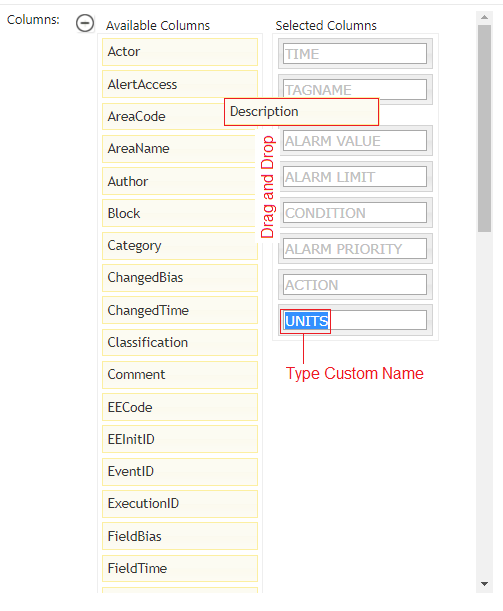 Columns:
Available Columns
Selected Columns
Actor
AlertAccess
AreaCode
AreaName
Author
Block
Category
ChangedBias
ChangedTime
Classification
Comment
EECode
EEInitID
EventID
ExecutionID
FieldBias
FieldTime
Description
Drag and Drop
TIME
TAGNAME
ALARM VALUE
ALARM LIMIT
CONDITION
ALARM PRIORITY
ACTION
UNITS
Type Custom Name